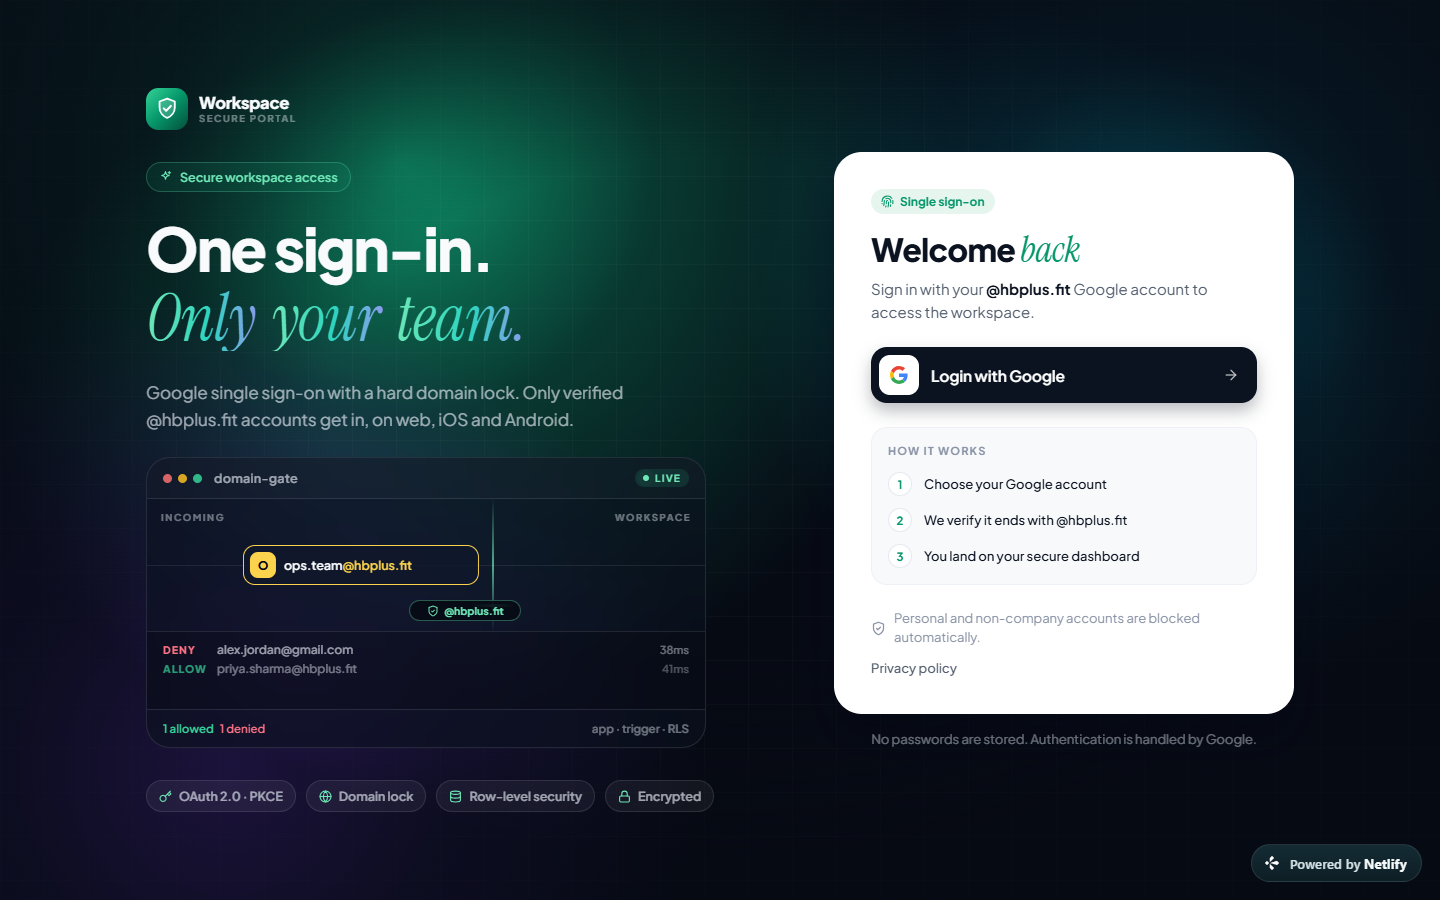 Workspace
SECURE PORTAL
Secure workspace access
One sign-in.
Only your team.
Google single sign-on with a hard domain lock. Only verified
@hbplus.fit accounts get in, on web, iOS and Android.
domain-gate
LIVE
INCOMING
WORKSPACE
O
ops.team@hbplus.fit
@hbplus.fit
DENY alex.jordan@gmail.com 38ms
ALLOW priya.sharma@hbplus.fit 41ms
1 allowed 1 denied
app · trigger · RLS
OAuth 2.0 · PKCE
Domain lock
Row-level security
Encrypted
Single sign-on
Welcome back
Sign in with your @hbplus.fit Google account to
access the workspace.
Login with Google
HOW IT WORKS
1 Choose your Google account
2 We verify it ends with @hbplus.fit
3 You land on your secure dashboard
Personal and non-company accounts are blocked
automatically.
Privacy policy
No passwords are stored. Authentication is handled by Google.
Powered by Netlify